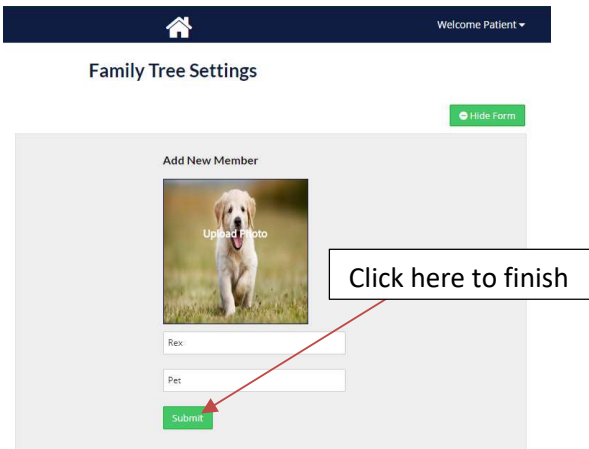 Welcome Patient
Family Tree Settings
Hide Form
Add New Member
Upload Photo
Click here to finish
Rex
Pet
Submit